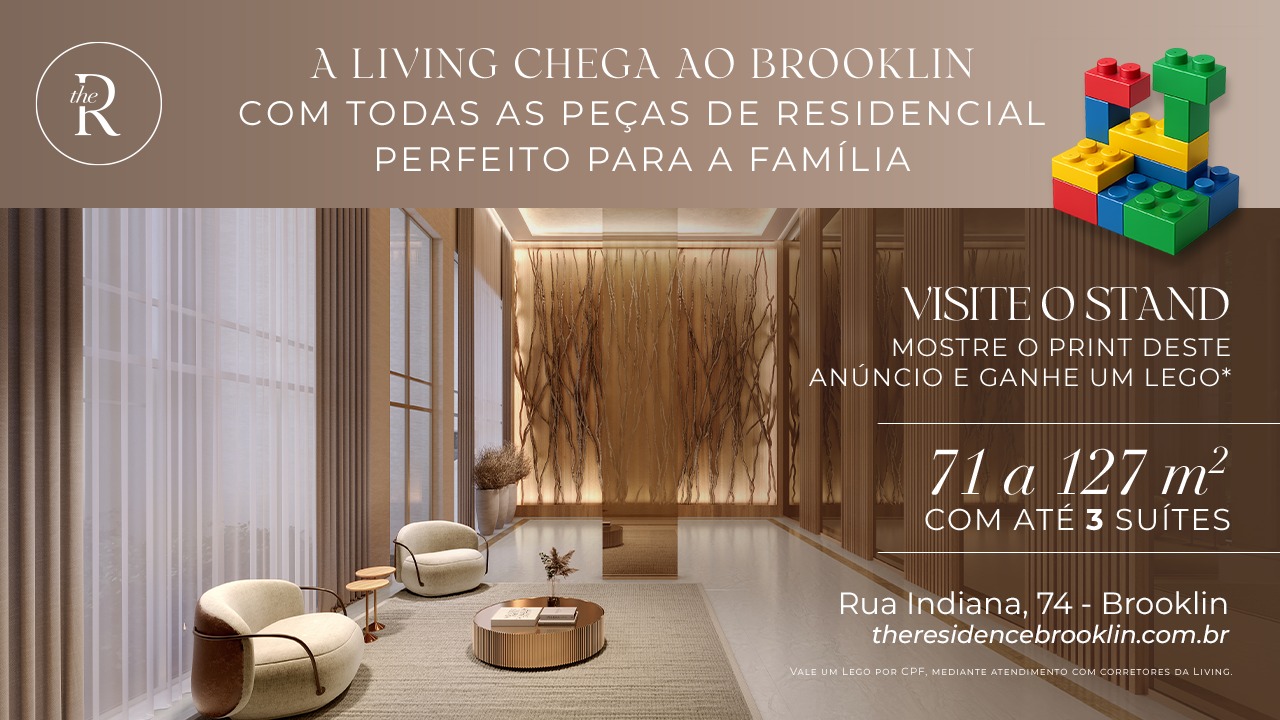 the R
A LIVING CHEGA AO BROOKLIN
COM TODAS AS PEÇAS DE RESIDENCIAL
PERFEITO PARA A FAMÍLIA
VISITE O STAND
MOSTRE O PRINT DESTE
ANÚNCIO E GANHE UM LEGO*
71 a 127 m²
COM ATÉ 3 SUÍTES
Rua Indiana, 74 - Brooklin
theresidencebrooklin.com.br
Vale um Lego por CPF, mediante atendimento com corretores da Living.